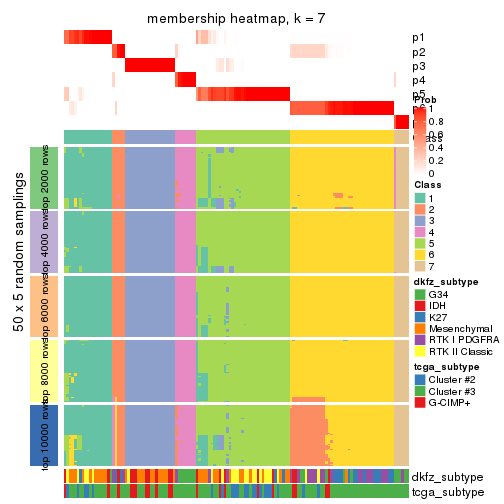 membership heatmap, k = 7
p1
p2
p3
p4
p5
Prob
1
0.8
0.6
0.4
0.2
0
Class
1
2
3
4
5
6
7
dkfz_subtype
G34
IDH
K27
Mesenchymal
RTK I PDGFRA
RTK II Classic
tcga_subtype
Cluster #2
Cluster #3
G-CIMP+
50 x 5 random samplings
top 2000 rows
top 4000 rows
top 6000 rows
top 8000 rows
top 10000 rows
dkfz_subtype
tcga_subtype